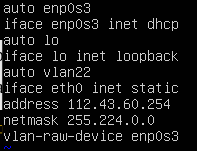 auto enp0s3
iface enp0s3 inet dhcp
auto lo
iface lo inet loopback
auto vlan22
iface eth0 inet static
address 112.43.60.254
netmask 255.224.0.0
vlan-raw-device enp0s3
~